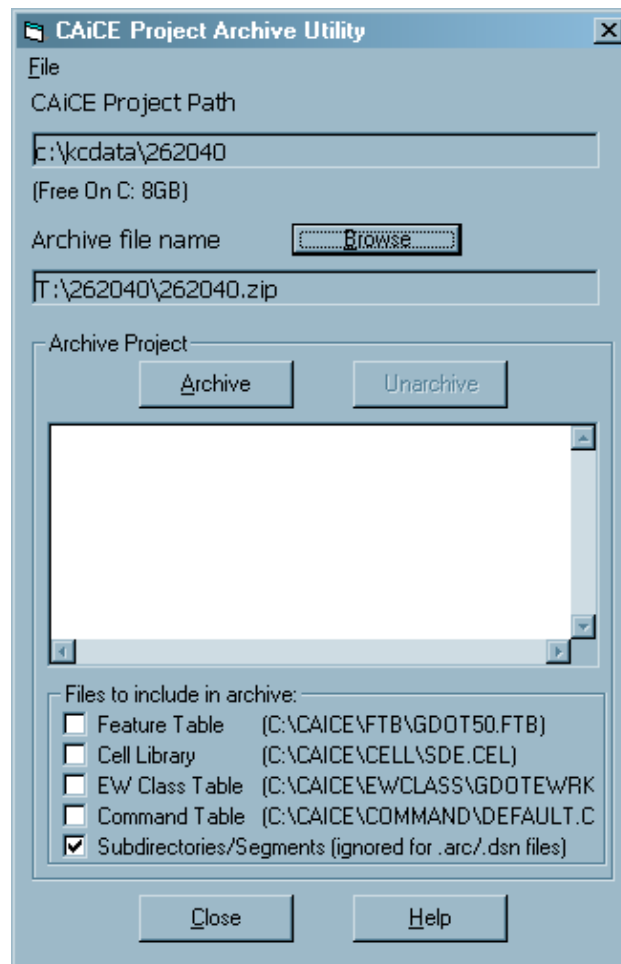 CAiCE Project Archive Utility
File
CAiCE Project Path
c:\kcdata\262040
(Free On C: 8GB)
Archive file name Browse
T:\262040\262040.zip
Archive Project
Archive Unarchive
Files to include in archive:
Feature Table (C:\CAICE\FTB\GDOT50.FTB)
Cell Library (C:\CAICE\CELL\SDE.CEL)
EW Class Table (C:\CAICE\EWCLASS\GDOTEWRK
Command Table (C:\CAICE\COMMAND\DEFAULT.C
Subdirectories/Segments (ignored for .arc/.dsn files)
Close Help